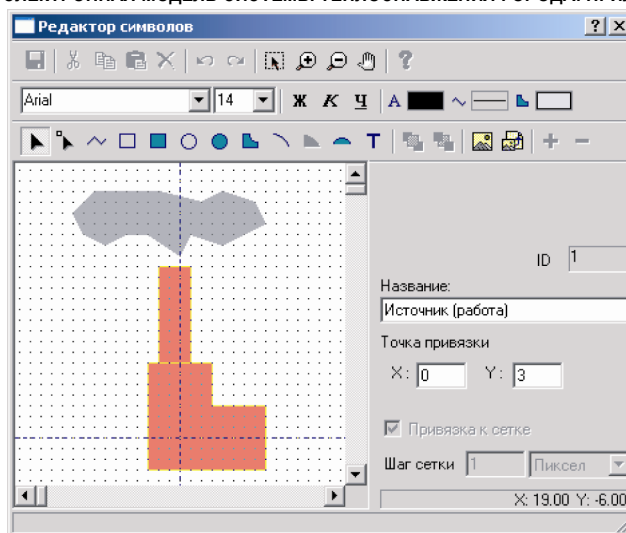 Редактор символов
Arial 14 Ж К Ч A
T
ID 1
Название:
Источник (работа)
Точка привязки
X: 0 Y: 3
Привязка к сетке
Шаг сетки 1 Пиксел
X: 19.00 Y: -6.00